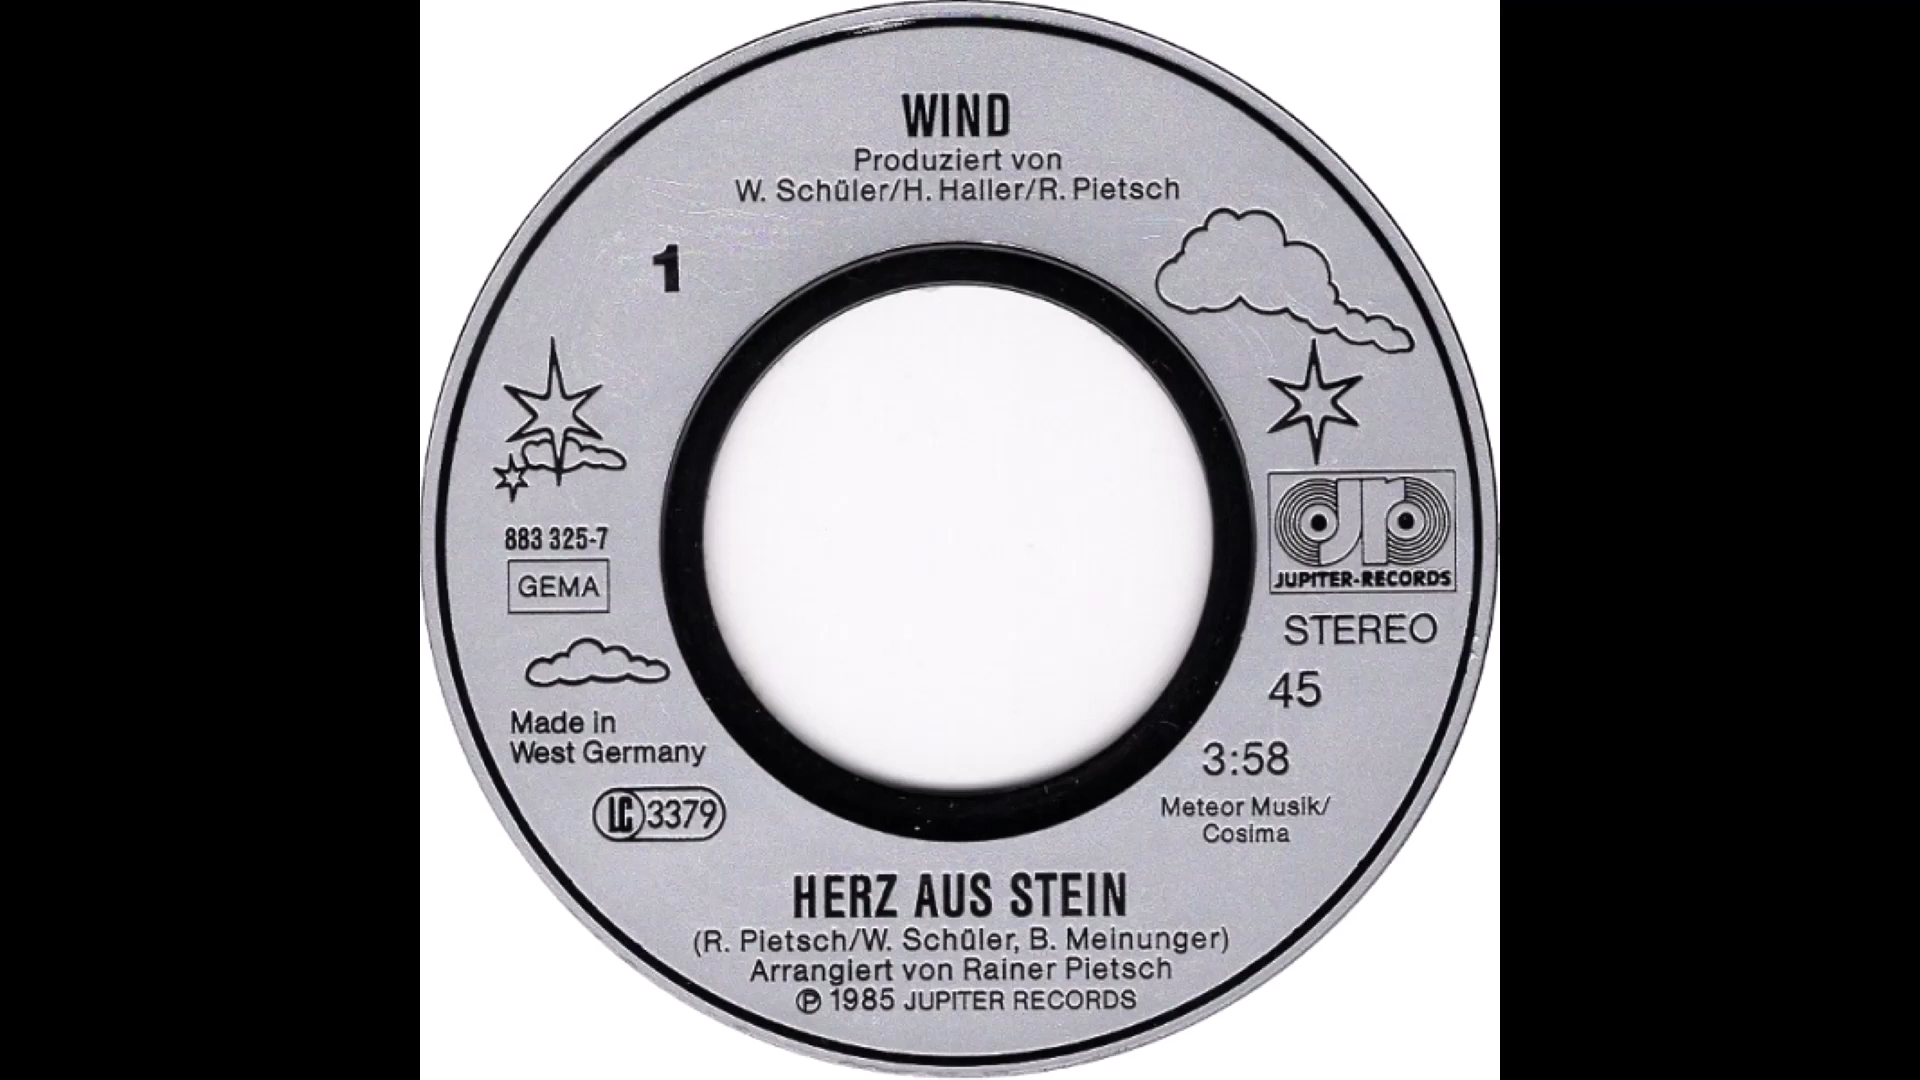 WIND
Produziert von
W. Schüler/H. Haller/R. Pietsch
1
883 325-7
GEMA
Made in
West Germany
LC 3379
jr
JUPITER-RECORDS
STEREO
45
3:58
Meteor Musik/
Cosima
HERZ AUS STEIN
(R. Pietsch/W. Schüler, B. Meinunger)
Arrangiert von Rainer Pietsch
℗ 1985 JUPITER RECORDS